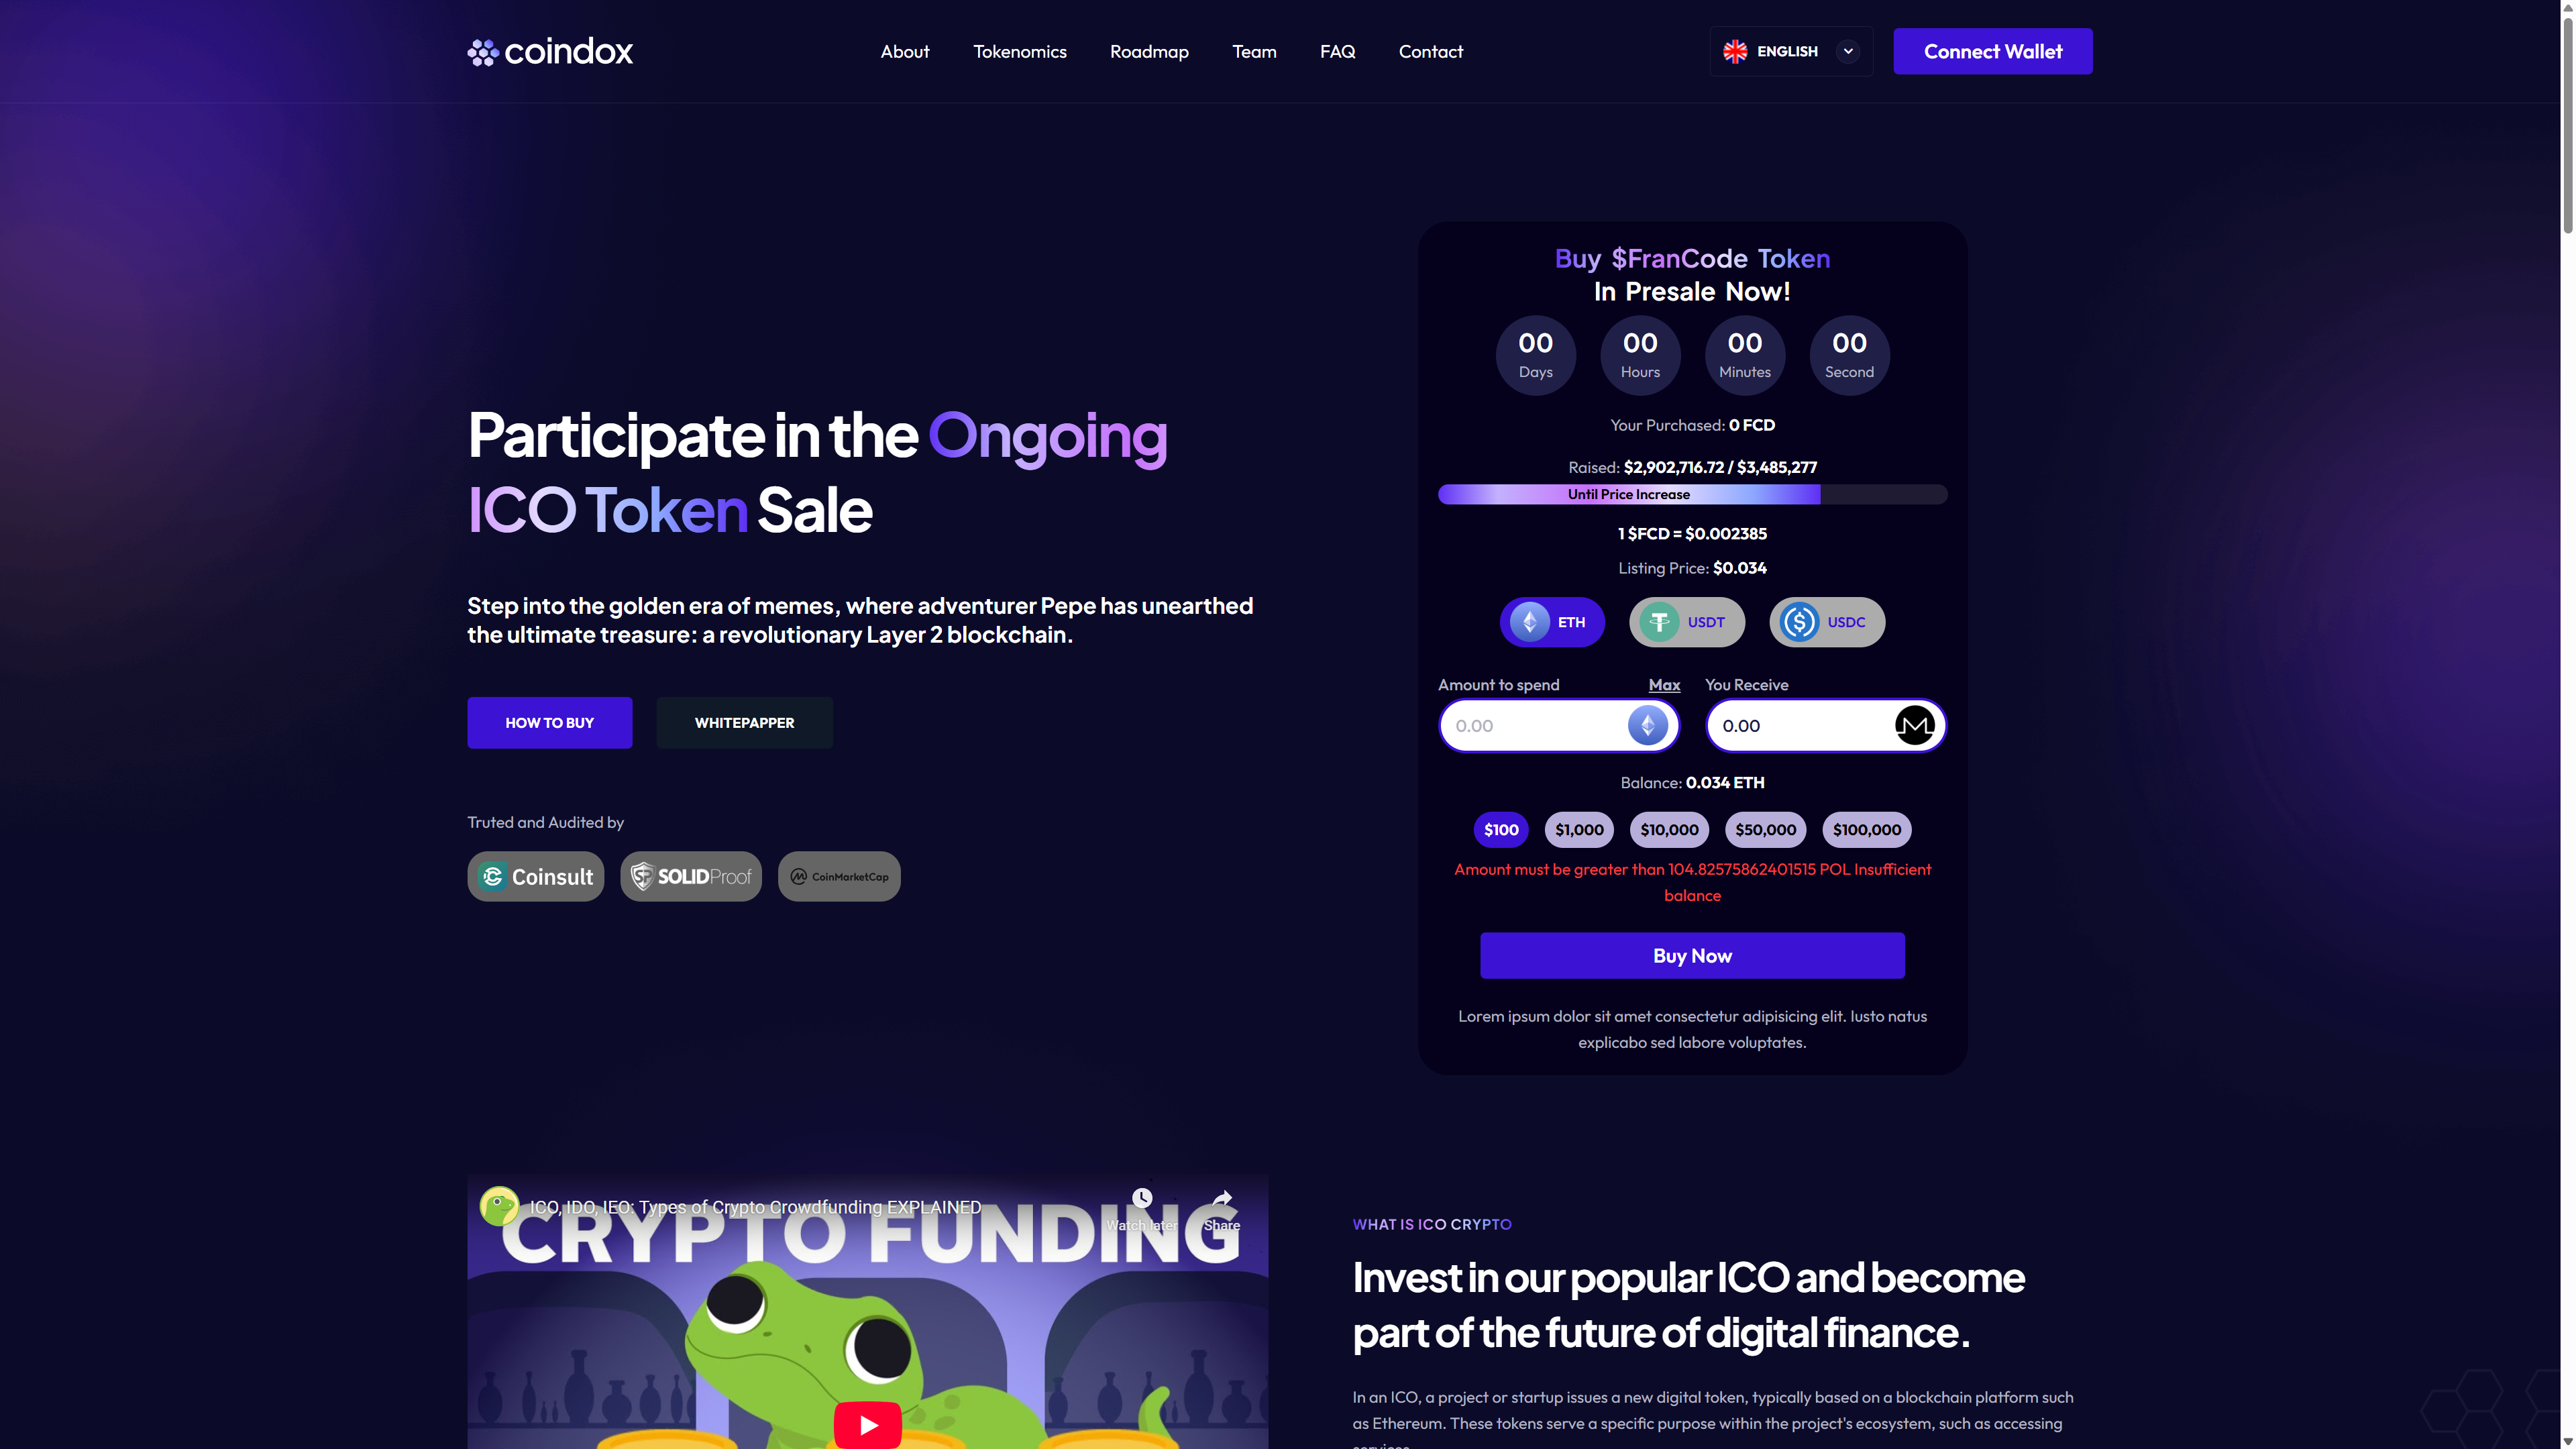 coindox
About
Tokenomics
Roadmap
Team
FAQ
Contact
ENGLISH
Connect Wallet
Participate in the Ongoing
ICO Token Sale
Step into the golden era of memes, where adventurer Pepe has unearthed
the ultimate treasure: a revolutionary Layer 2 blockchain.
HOW TO BUY
WHITEPAPPER
Truted and Audited by
Coinsult
SOLIDProof
CoinMarketCap
Buy $FranCode Token
In Presale Now!
00 00 00 00
Days Hours Minutes Second
Your Purchased: 0 FCD
Raised: $2,902,716.72 / $3,485,277
Until Price Increase
1 $FCD = $0.002385
Listing Price: $0.034
ETH USDT USDC
Amount to spend Max You Receive
0.00 0.00
Balance: 0.034 ETH
$100 $1,000 $10,000 $50,000 $100,000
Amount must be greater than 104.82575862401515 POL Insufficient
balance
Buy Now
Lorem ipsum dolor sit amet consectetur adipisicing elit. Iusto natus
explicabo sed labore voluptates.
ICO, IDO, IEO: Types of Crypto Crowdfunding EXPLAINED
Watch later
Share
CRYPTO FUNDING
WHAT IS ICO CRYPTO
Invest in our popular ICO and become
part of the future of digital finance.
In an ICO, a project or startup issues a new digital token, typically based on a blockchain platform such
as Ethereum. These tokens serve a specific purpose within the project's ecosystem, such as accessing